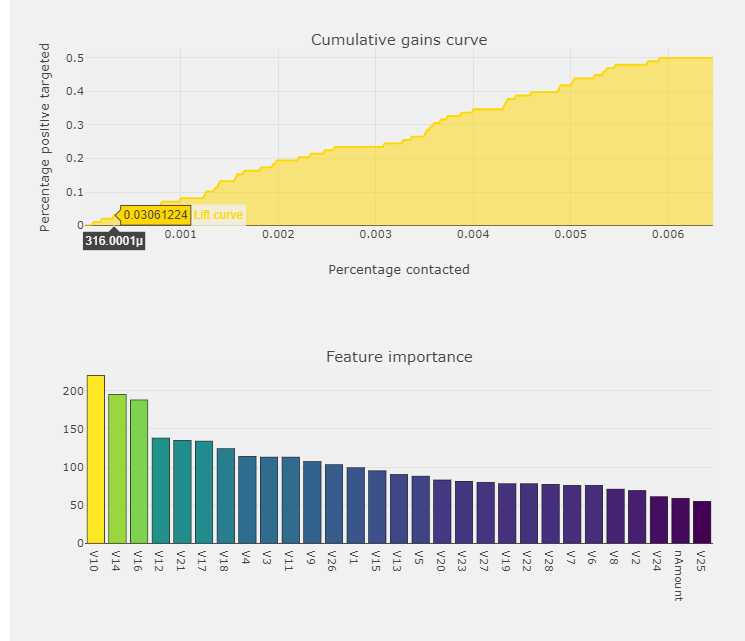 Cumulative gains curve
Percentage positive targeted
0.5
0.4
0.3
0.2
0.1
0
0.03061224
Lift curve
316.0001μ
0.001
0.002
0.003
0.004
0.005
0.006
Percentage contacted
Feature importance
200
150
100
50
0
V10
V14
V16
V12
V21
V17
V18
V4
V3
V11
V9
V26
V1
V15
V13
V5
V20
V23
V27
V19
V22
V28
V7
V6
V8
V2
V24
nAmount
V25